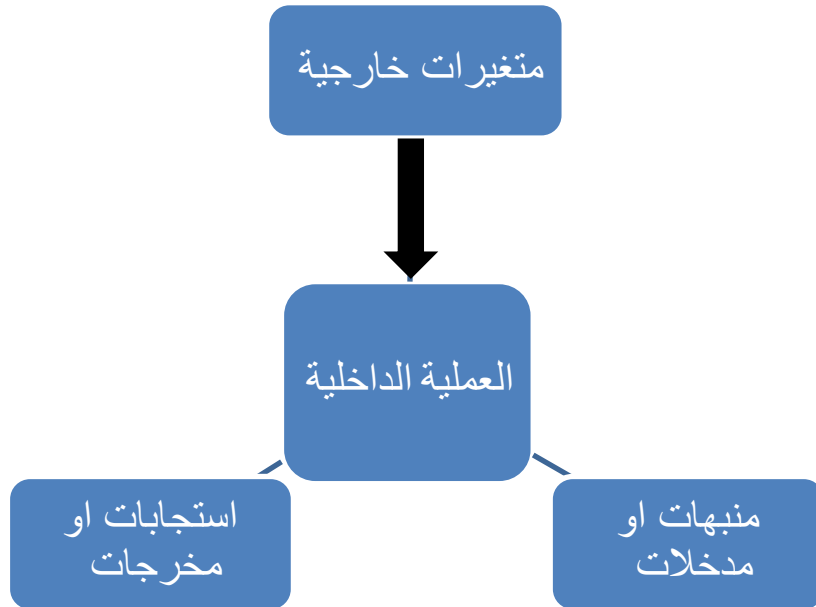 متغيرات خارجية
العملية الداخلية
منبهات او
مدخلات
استجابات او
مخرجات